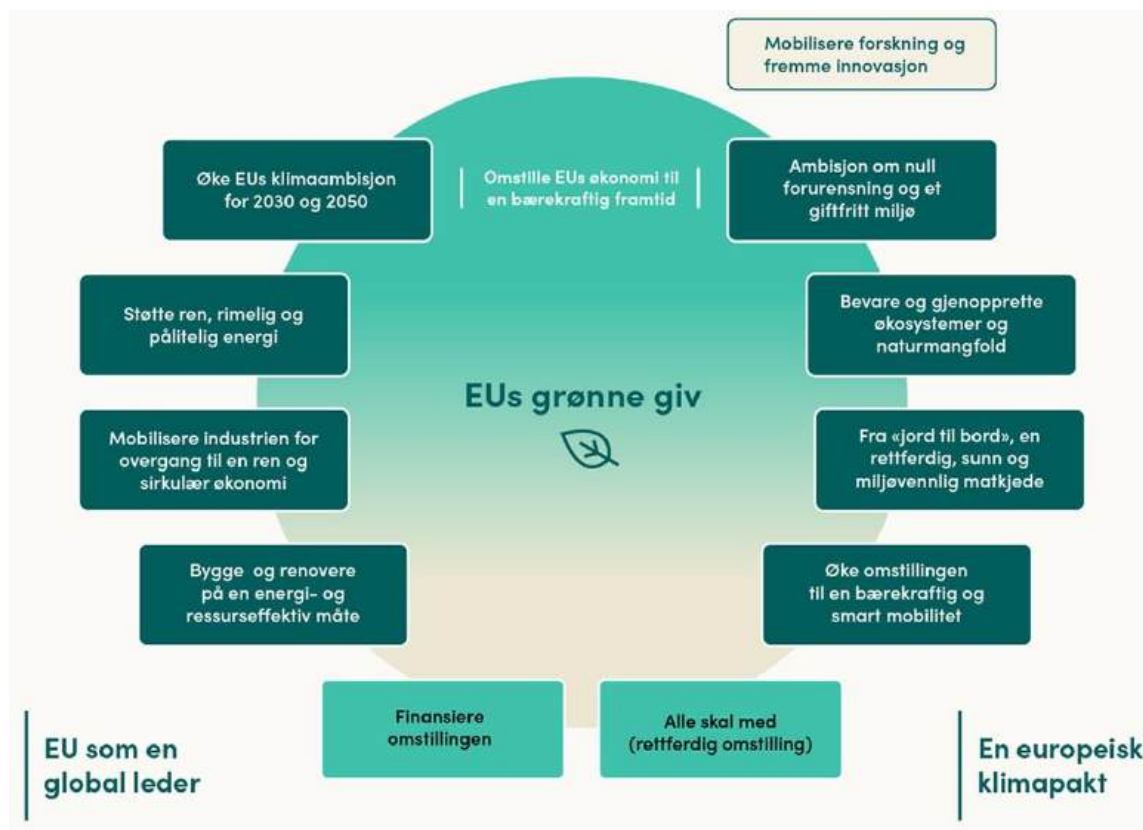 Mobilisere forskning og
fremme innovasjon
Øke EUs klimaambisjon
for 2030 og 2050
Omstille EUs økonomi til
en bærekraftig framtid
Ambisjon om null
forurensning og et
giftfritt miljø
Støtte ren, rimelig og
pålitelig energi
Bevare og gjenopprette
økosystemer og
naturmangfold
EUs grønne giv
Mobilisere industrien for
overgang til en ren og
sirkulær økonomi
Fra «jord til bord», en
rettferdig, sunn og
miljøvennlig matkjede
Bygge og renovere
på en energi- og
ressurseffektiv måte
Øke omstillingen
til en bærekraftig og
smart mobilitet
Finansiere
omstillingen
Alle skal med
(rettferdig omstilling)
EU som en
global leder
En europeisk
klimapakt